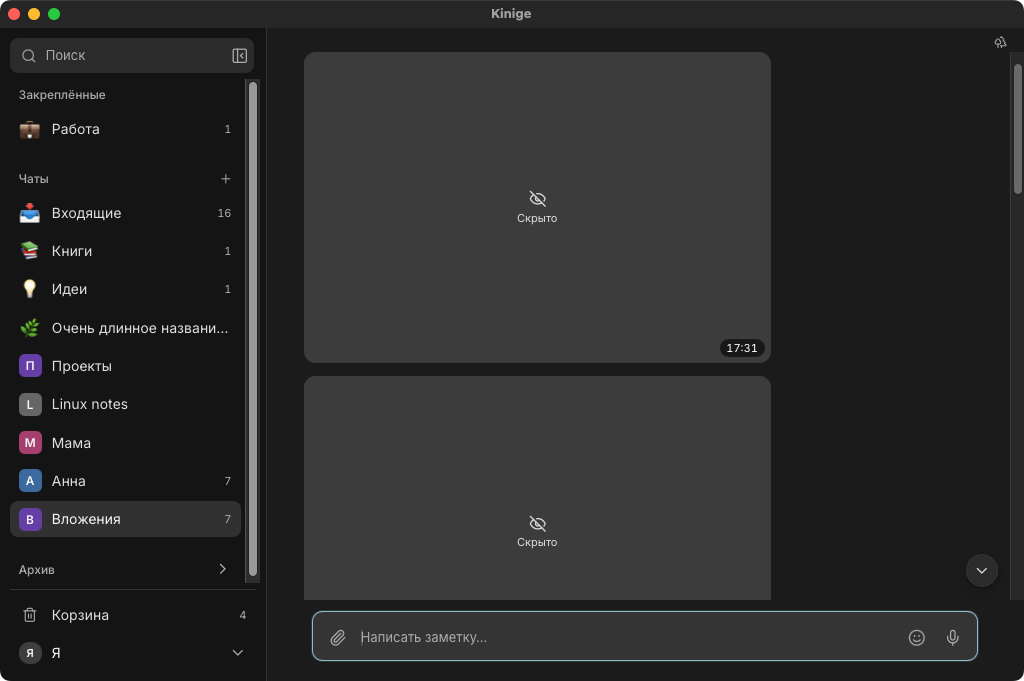 Kinige
Поиск
Закреплённые
Работа 1
Чаты
Входящие 16
Книги 1
Идеи 1
Очень длинное названи...
П Проекты
L Linux notes
М Мама
А Анна 7
В Вложения 7
Архив
Корзина 4
Я Я
Скрыто
17:31
Скрыто
Написать заметку...